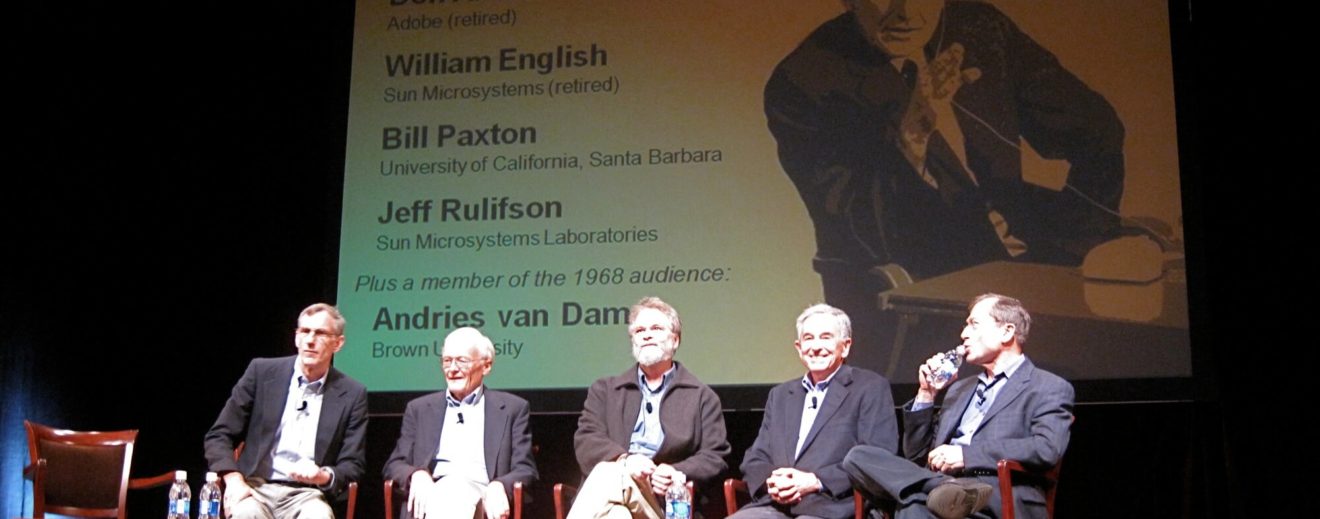 Adobe (retired)
William English
Sun Microsystems (retired)
Bill Paxton
University of California, Santa Barbara
Jeff Rulifson
Sun Microsystems Laboratories
Plus a member of the 1968 audience:
Andries van Dam
Brown